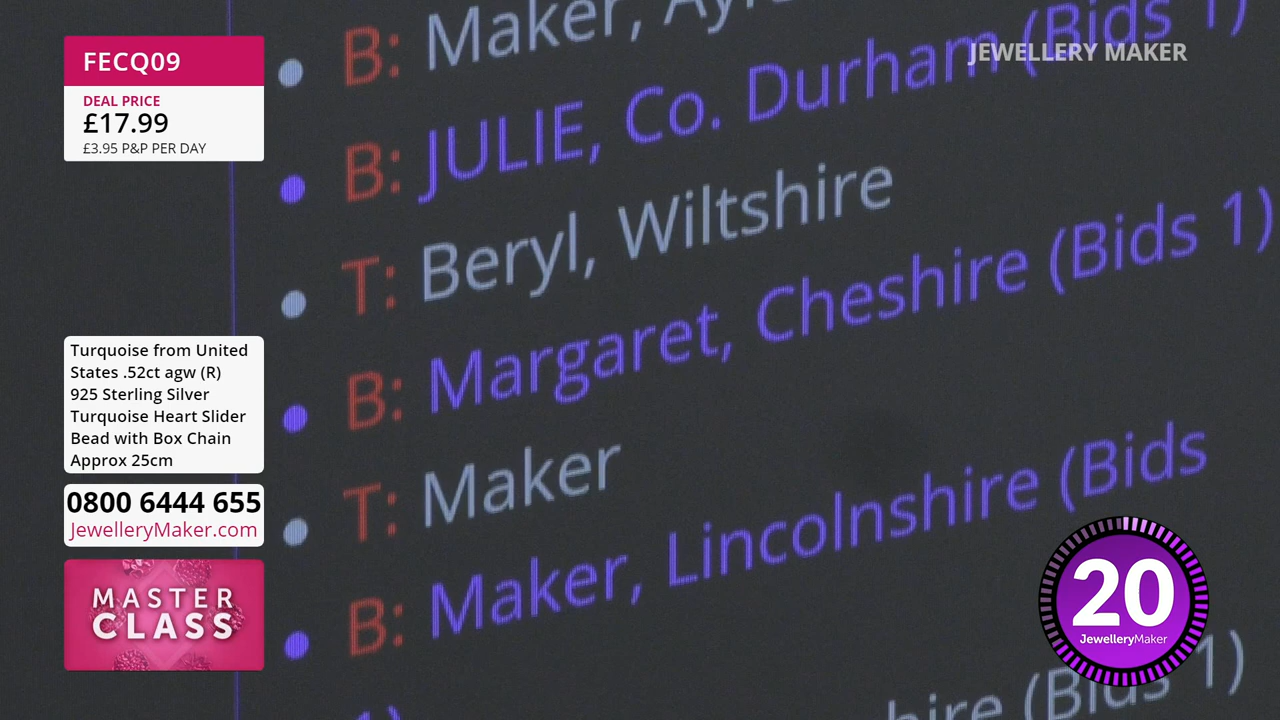 FECQ09
DEAL PRICE
£17.99
£3.95 P&P PER DAY
JEWELLERY MAKER
B: Maker,
B: JULIE, Co. Durham (Bids 1)
T: Beryl, Wiltshire
B: Margaret, Cheshire (Bids 1)
T: Maker
B: Maker, Lincolnshire (Bids
(Bids 1)
Turquoise from United
States .52ct agw (R)
925 Sterling Silver
Turquoise Heart Slider
Bead with Box Chain
Approx 25cm
0800 6444 655
JewelleryMaker.com
MASTER
CLASS
20
JewelleryMaker